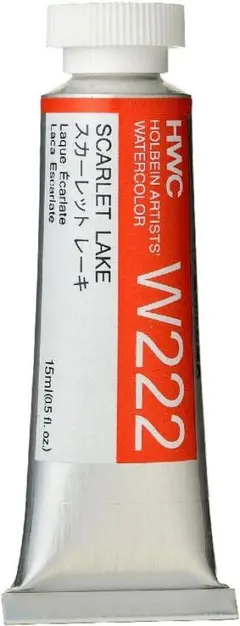 HWC
HOLBEIN ARTISTS'
WATERCOLOR
W222
SCARLET LAKE
スカーレット レーキ
Laque Écarlate
Laca Escarlate
15ml(0.5 fl. oz.)